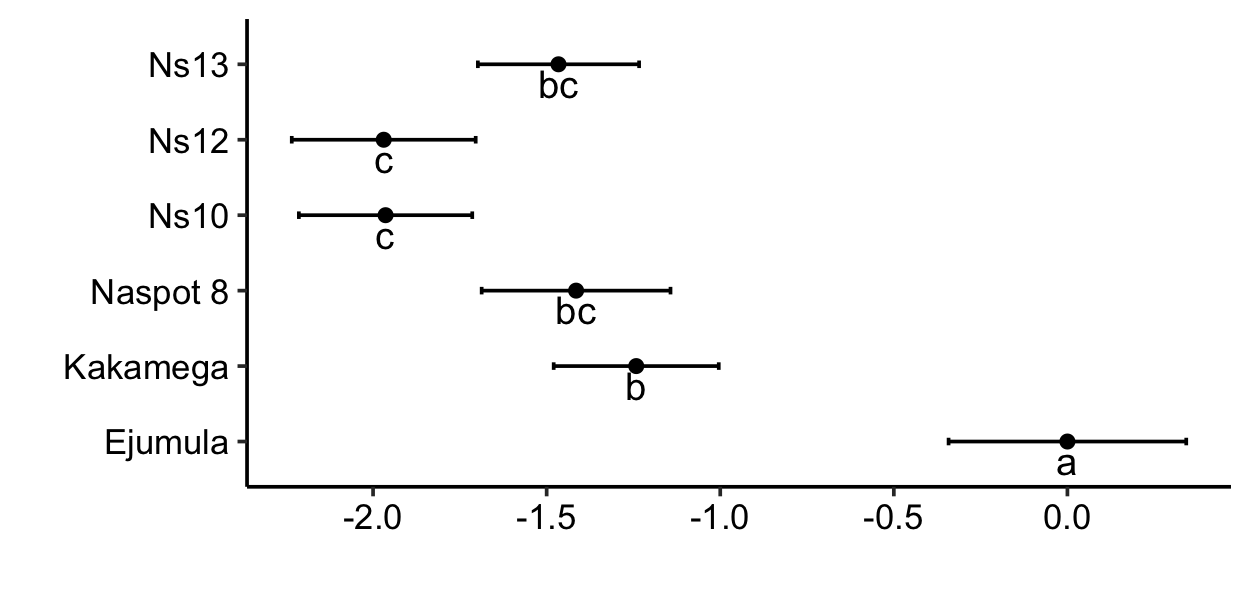 Ns13
bc
Ns12
c
Ns10
c
Naspot 8
bc
Kakamega
b
Ejumula
a
-2.0 -1.5 -1.0 -0.5 0.0